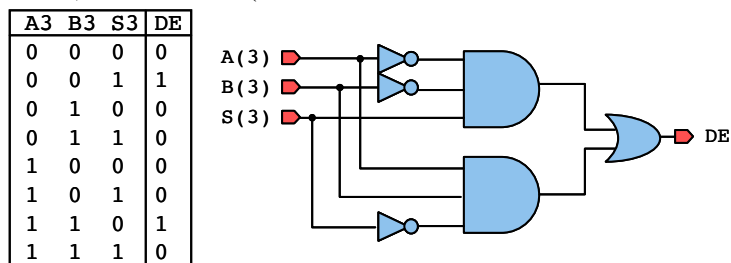 A3 B3 S3 DE
0 0 0 0
0 0 1 1
0 1 0 0
0 1 1 0
1 0 0 0
1 0 1 0
1 1 0 1
1 1 1 0
A(3)
B(3)
S(3)
DE